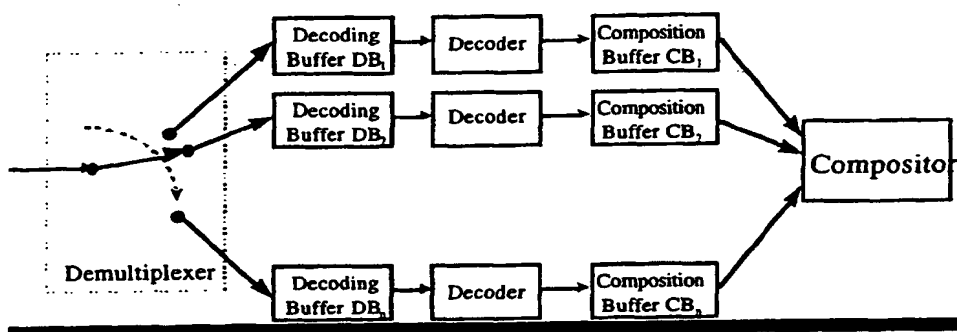 Decoding
Buffer DB₁
Decoder
Composition
Buffer CB₁
Decoding
Buffer DB₂
Decoder
Composition
Buffer CB₂
Compositor
Demultiplexer
Decoding
Buffer DBₙ
Decoder
Composition
Buffer CBₙ